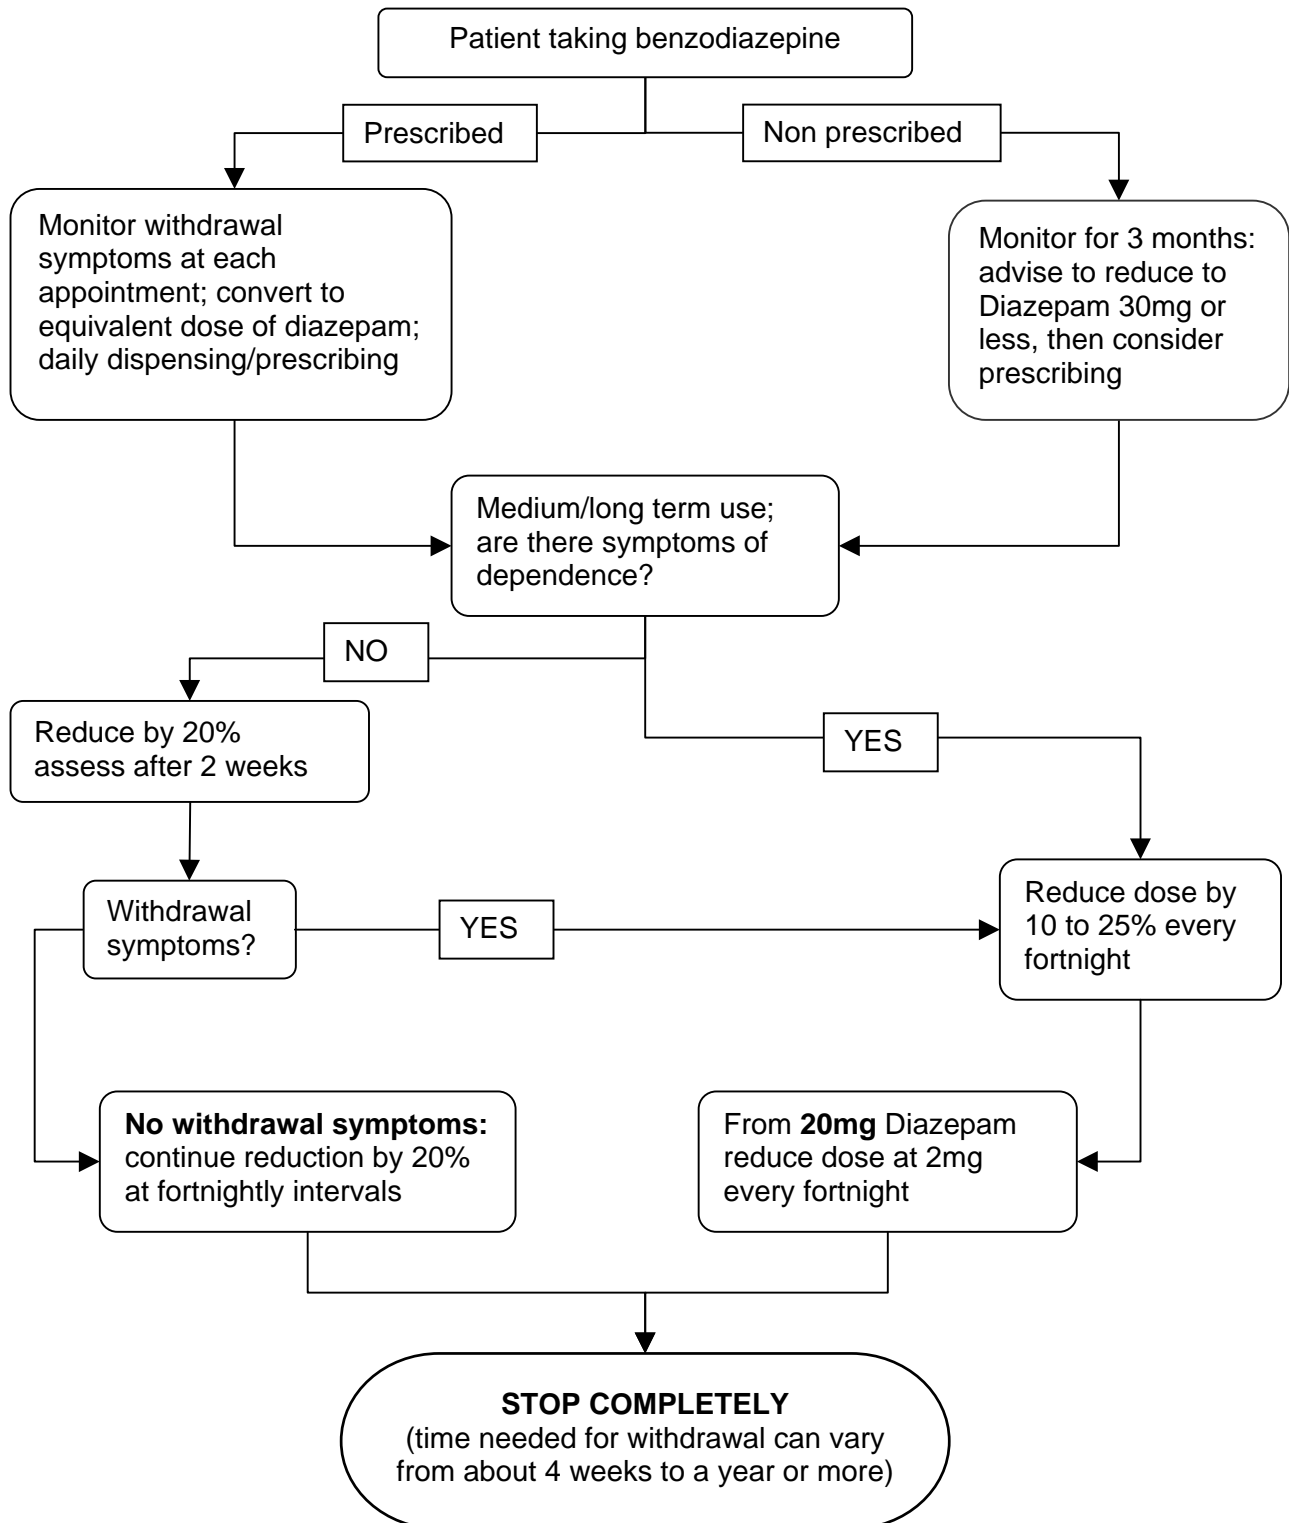 Patient taking benzodiazepine
Prescribed
Non prescribed
Monitor withdrawal
symptoms at each
appointment; convert to
equivalent dose of diazepam;
daily dispensing/prescribing
Monitor for 3 months:
advise to reduce to
Diazepam 30mg or
less, then consider
prescribing
Medium/long term use;
are there symptoms of
dependence?
NO
YES
Reduce by 20%
assess after 2 weeks
Withdrawal
symptoms?
YES
Reduce dose by
10 to 25% every
fortnight
No withdrawal symptoms:
continue reduction by 20%
at fortnightly intervals
From 20mg Diazepam
reduce dose at 2mg
every fortnight
STOP COMPLETELY
(time needed for withdrawal can vary
from about 4 weeks to a year or more)